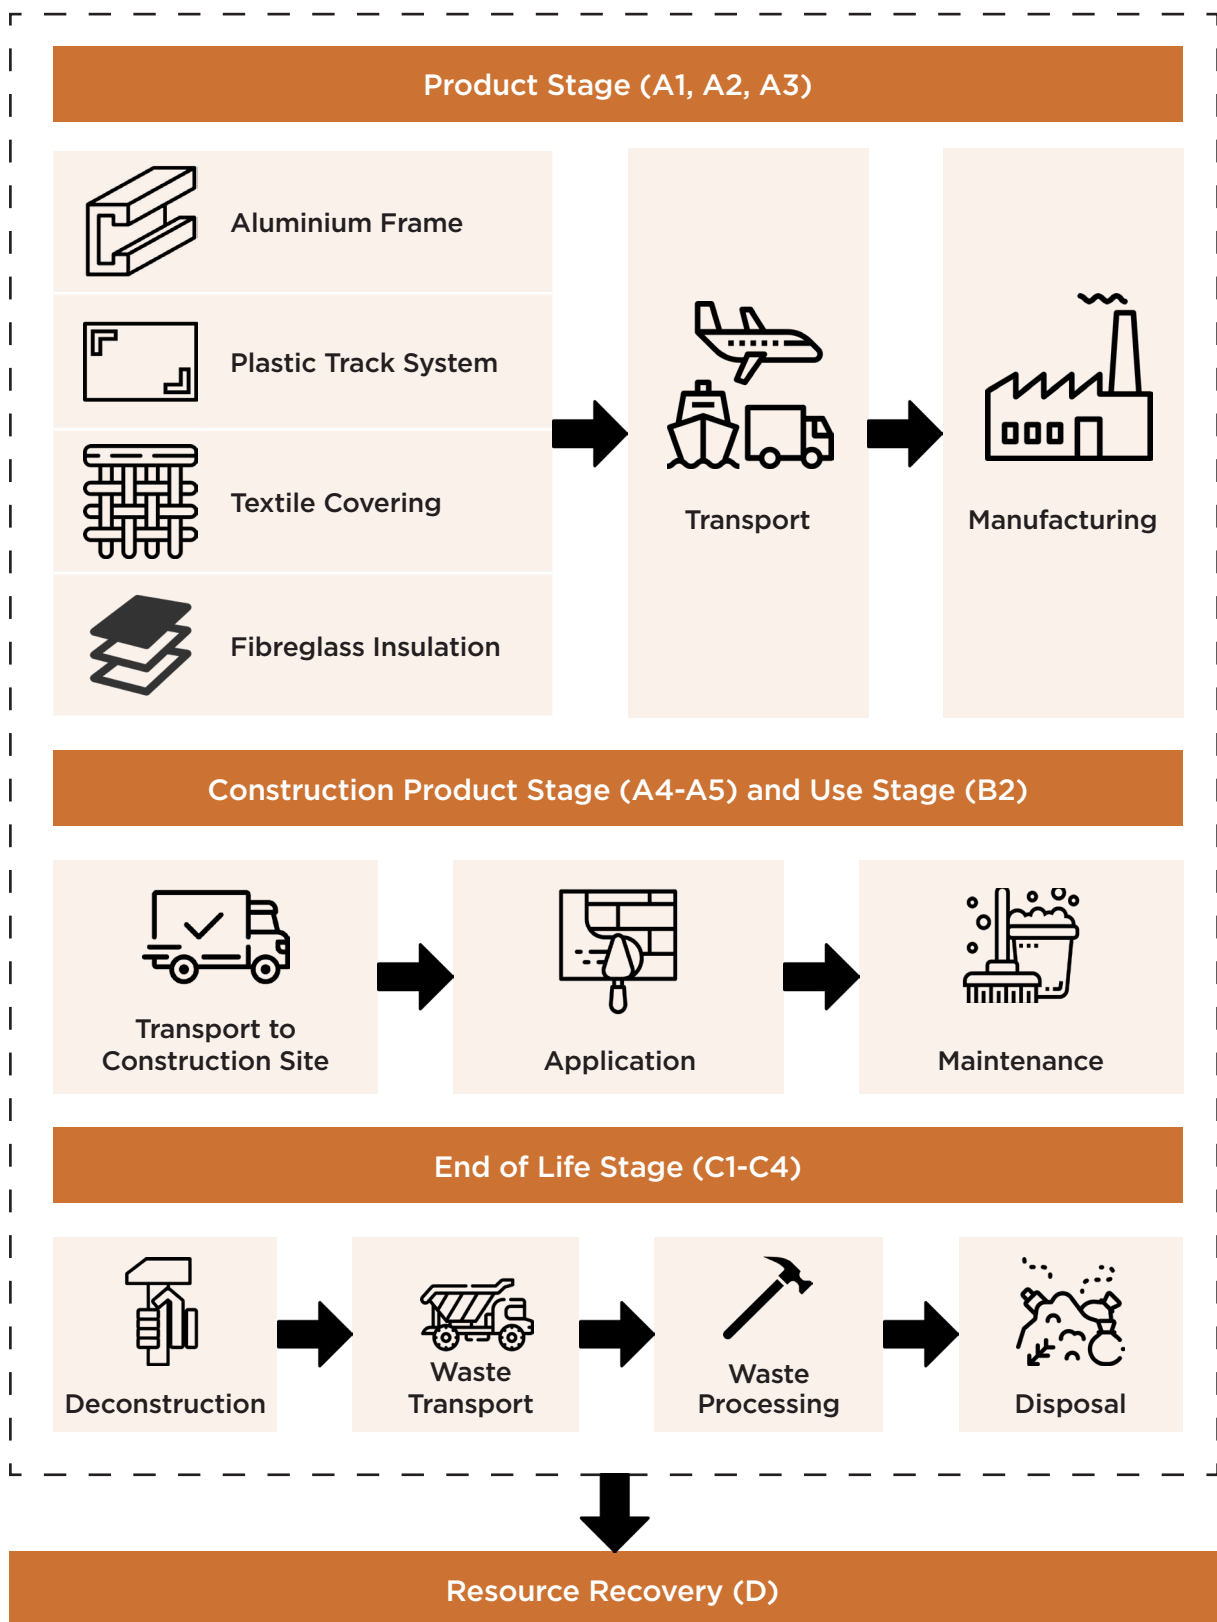 Product Stage (A1, A2, A3)
Aluminium Frame
Plastic Track System
Textile Covering
Fibreglass Insulation
Transport
Manufacturing
Construction Product Stage (A4-A5) and Use Stage (B2)
Transport to
Construction Site
Application
Maintenance
End of Life Stage (C1-C4)
Deconstruction
Waste
Transport
Waste
Processing
Disposal
Resource Recovery (D)